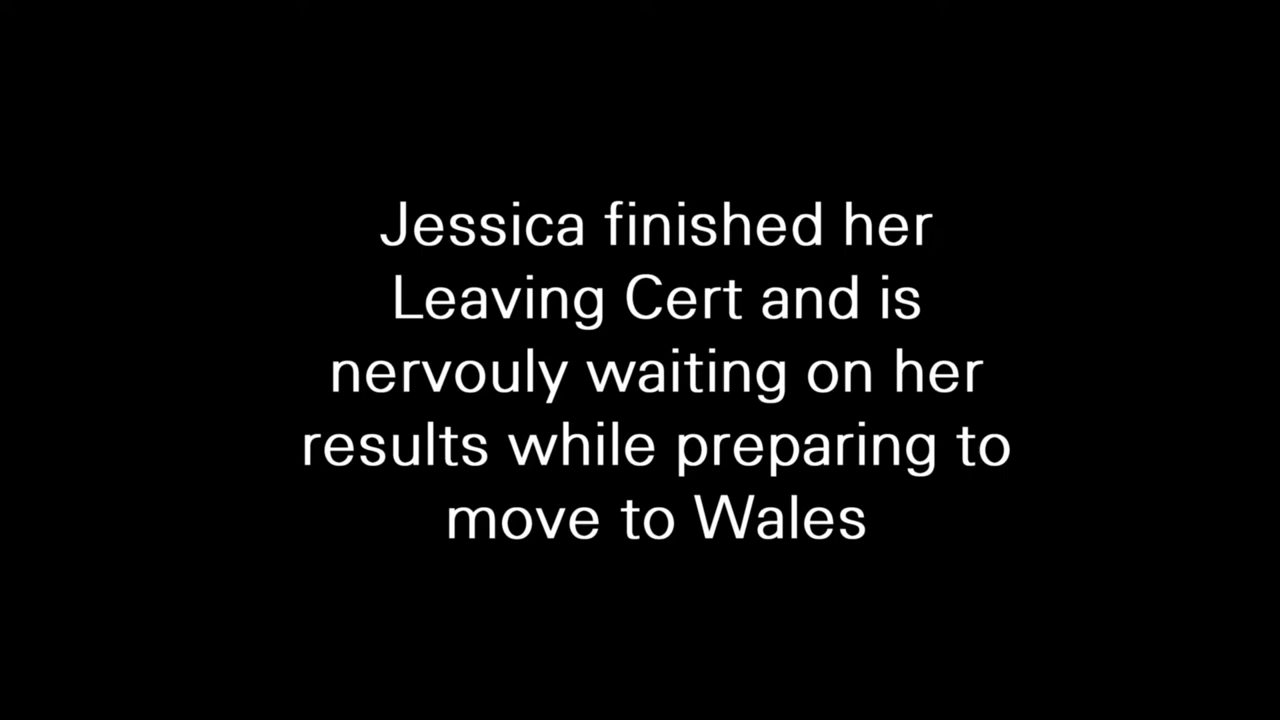 Jessica finished her
Leaving Cert and is
nervouly waiting on her
results while preparing to
move to Wales